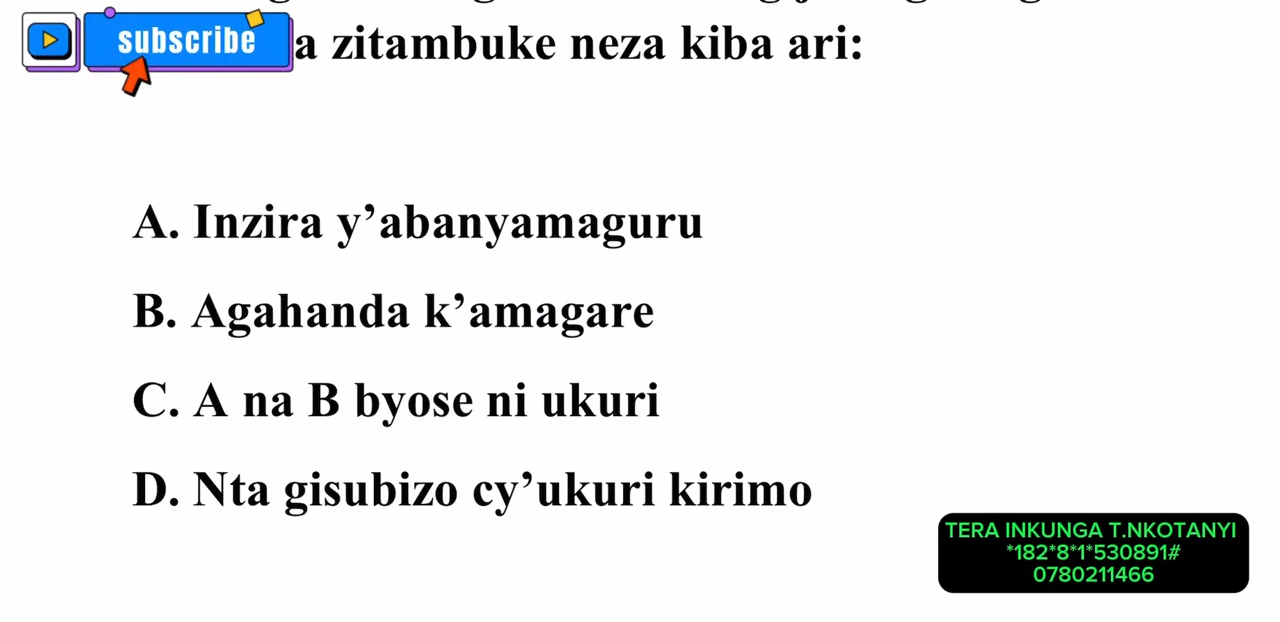 subscribe
a zitambuke neza kiba ari:
A. Inzira y’abanyamaguru
B. Agahanda k’amagare
C. A na B byose ni ukuri
D. Nta gisubizo cy’ukuri kirimo
TERA INKUNGA T.NKOTANYI
*182*8*1*530891#
0780211466